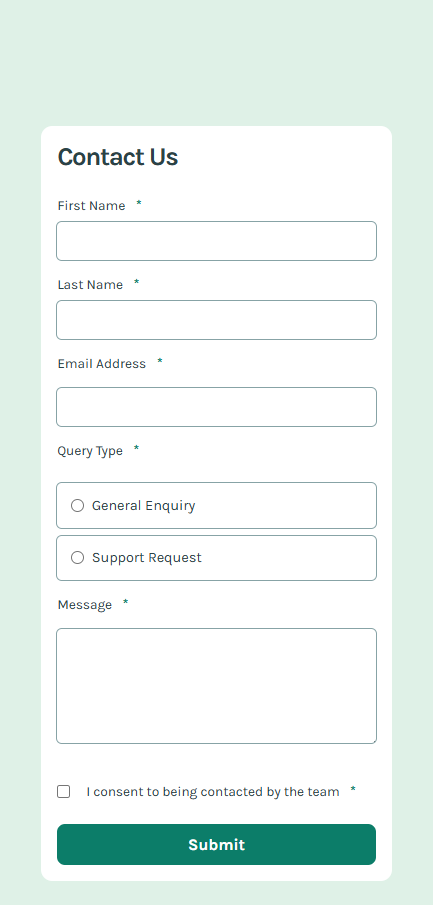 Contact Us
First Name *
Last Name *
Email Address *
Query Type *
General Enquiry
Support Request
Message *
I consent to being contacted by the team *
Submit